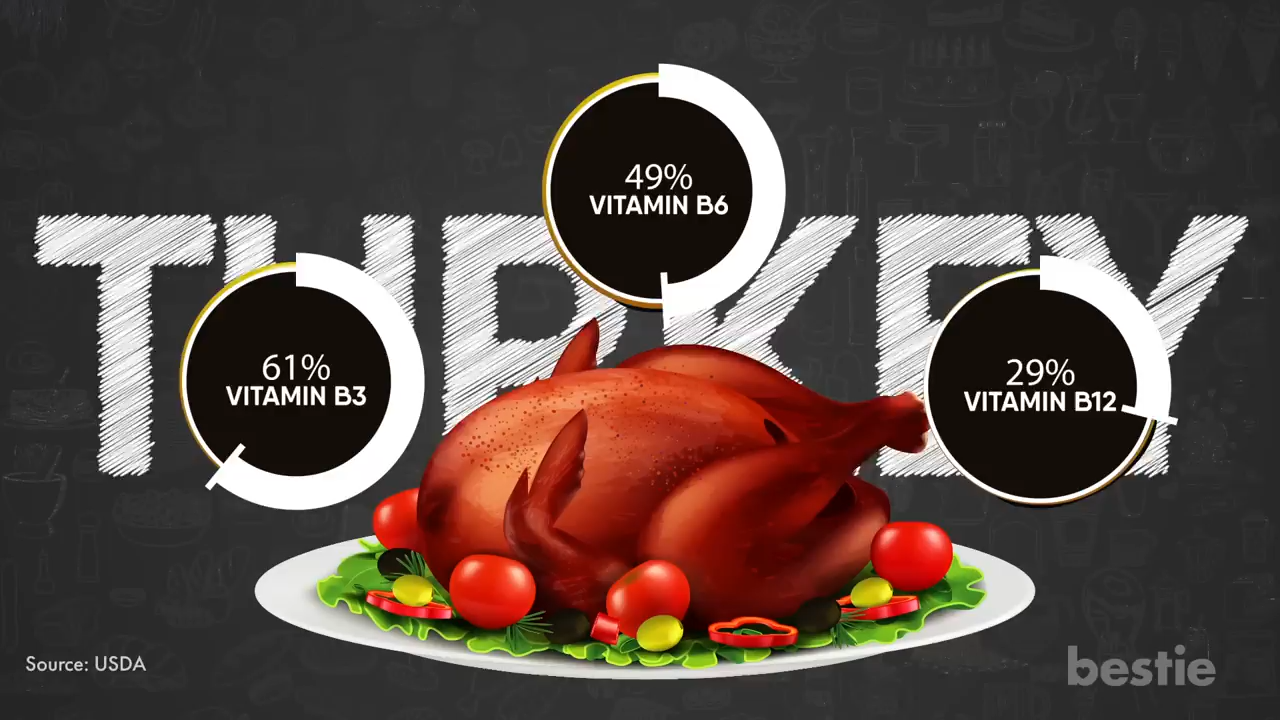 TURKEY
49%
VITAMIN B6
61%
VITAMIN B3
29%
VITAMIN B12
Source: USDA
bestie